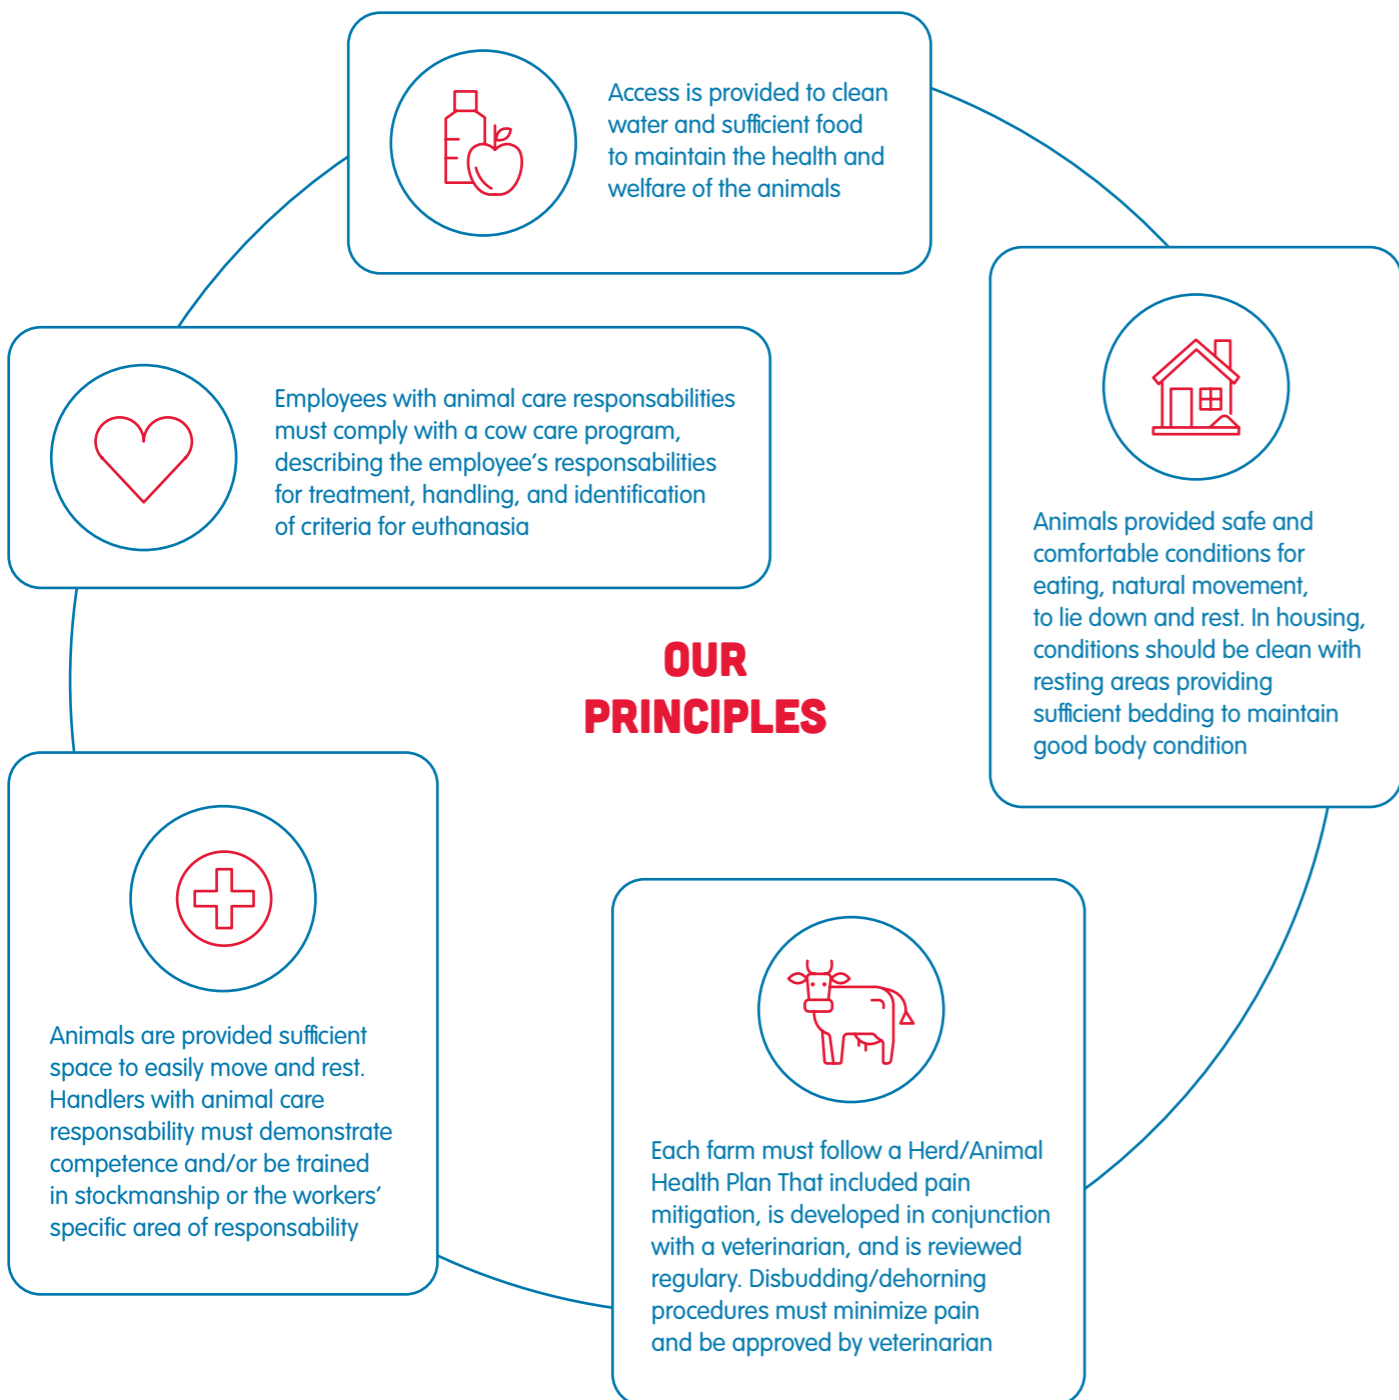 Access is provided to clean
water and sufficient food
to maintain the health and
welfare of the animals
Employees with animal care responsabilities
must comply with a cow care program,
describing the employee's responsabilities
for treatment, handling, and identification
of criteria for euthanasia
Animals provided safe and
comfortable conditions for
eating, natural movement,
to lie down and rest. In housing,
conditions should be clean with
resting areas providing
sufficient bedding to maintain
good body condition
OUR
PRINCIPLES
Animals are provided sufficient
space to easily move and rest.
Handlers with animal care
responsability must demonstrate
competence and/or be trained
in stockmanship or the workers'
specific area of responsability
Each farm must follow a Herd/Animal
Health Plan That included pain
mitigation, is developed in conjunction
with a veterinarian, and is reviewed
regulary. Disbudding/dehorning
procedures must minimize pain
and be approved by veterinarian